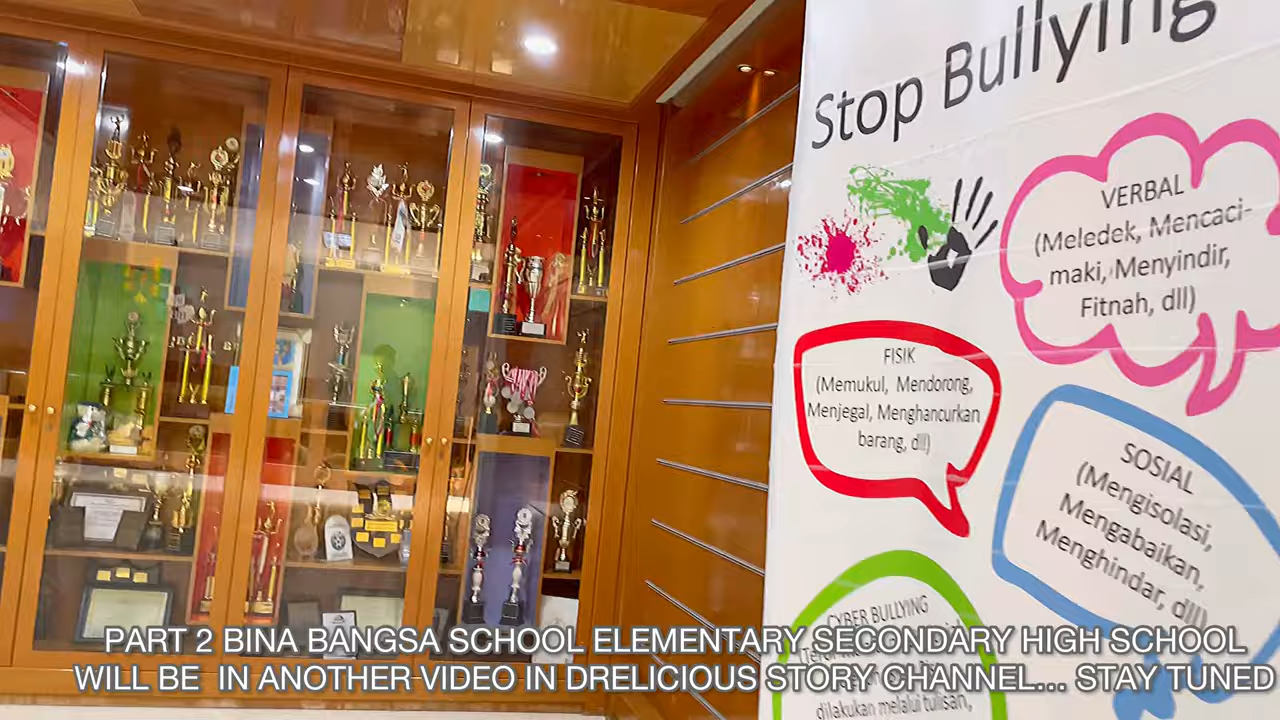 Stop Bullying
VERBAL
(Meledek, Mencaci-
maki, Menyindir,
Fitnah, dll)
FISIK
(Memukul, Mendorong,
Menjegal, Menghancurkan
barang, dll)
SOSIAL
(Mengisolasi,
Mengabaikan,
Menghindar, dll)
CYBER BULLYING
dilakukan melalui tulisan,
PART 2 BINA BANGSA SCHOOL ELEMENTARY SECONDARY HIGH SCHOOL
WILL BE IN ANOTHER VIDEO IN DRELICIOUS STORY CHANNEL... STAY TUNED